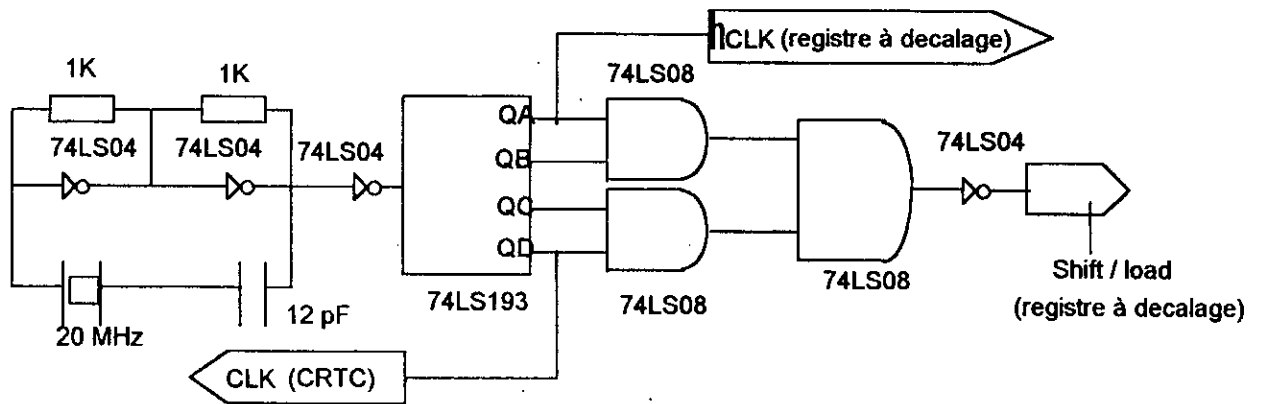 CLK (registre à decalage)
1K
1K
74LS08
74LS04
74LS04
74LS04
QA
QB
QC
QD
74LS04
74LS193
74LS08
74LS08
20 MHz
12 pF
Shift / load
(registre à decalage)
CLK (CRTC)